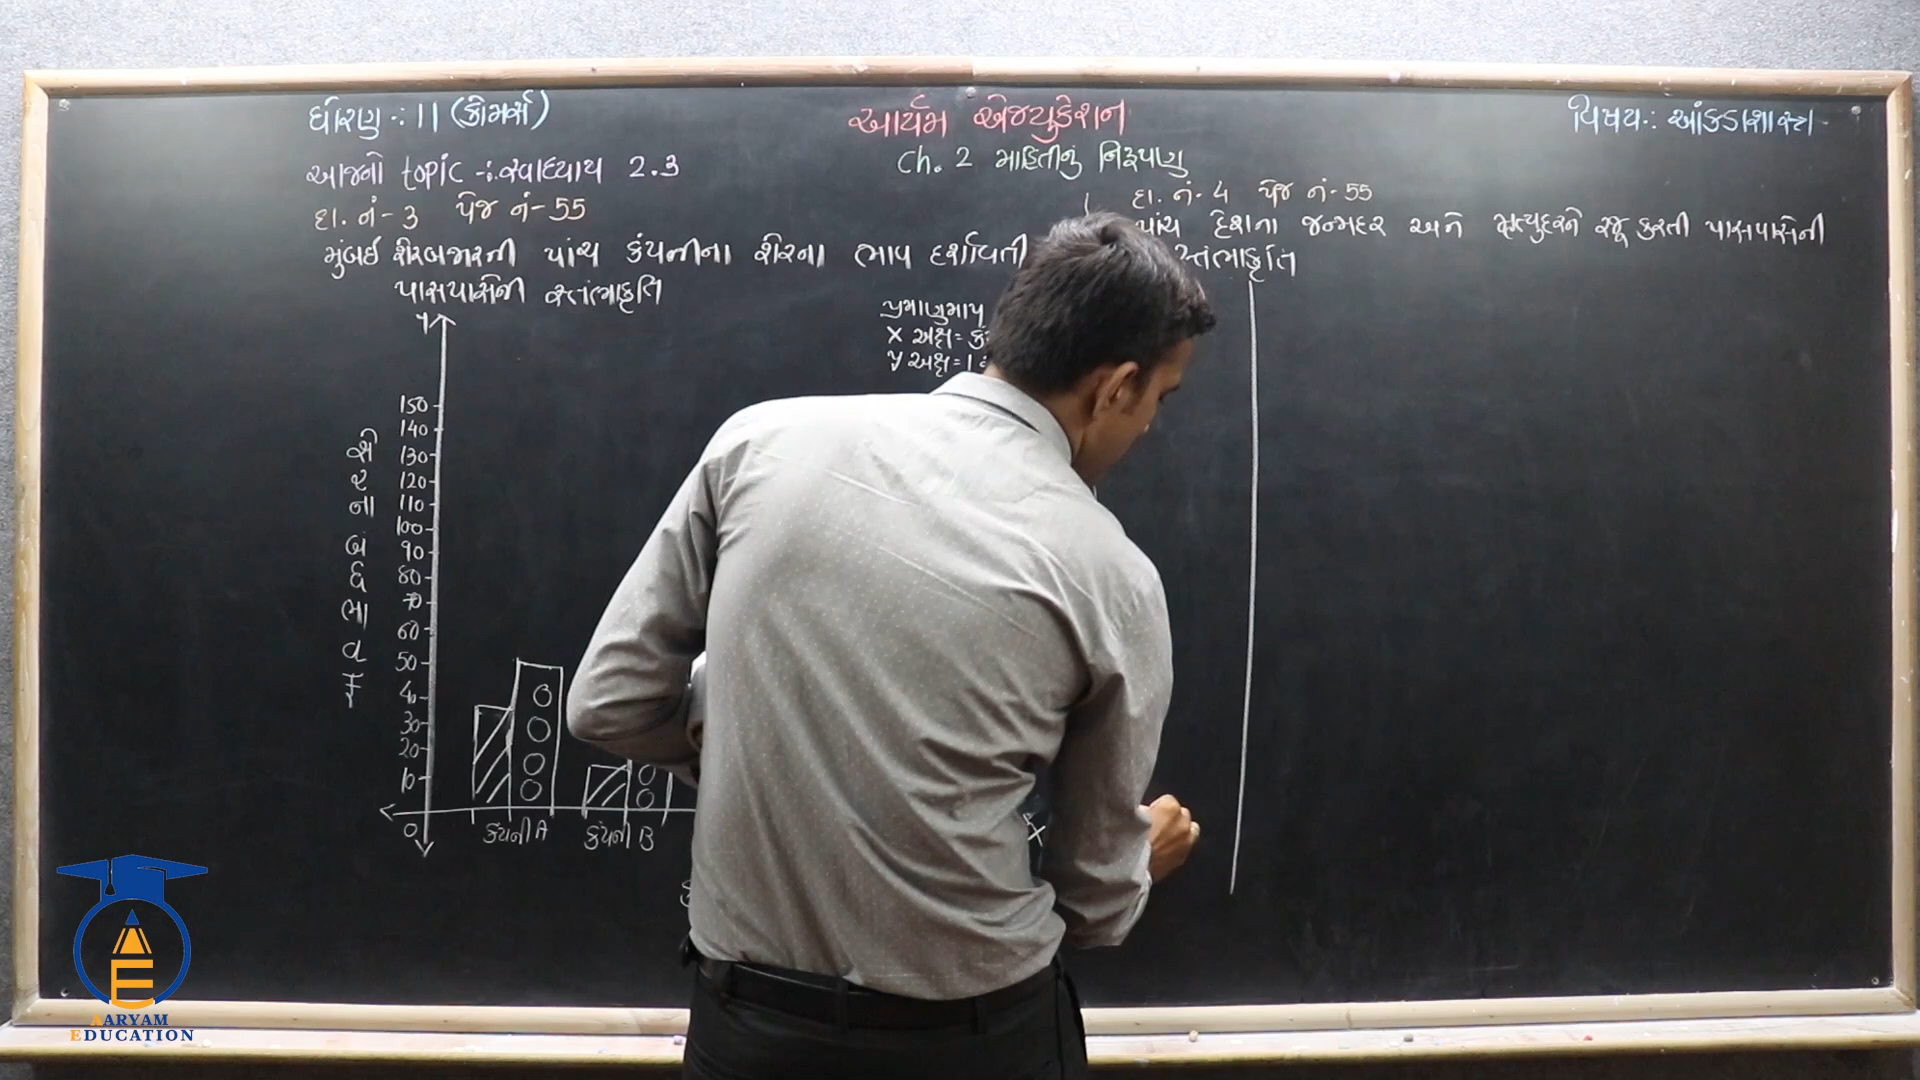 ધોરણ :- 11 (કોમર્સ)
આર્યમ એજ્યુકેશન
વિષય :- આંકડાશાસ્ત્ર
આજનો topic :- સ્વાધ્યાય 2.3
Ch. 2 માહિતીનું નિરૂપણ
દા. નં- 3 પેજ નં- 55
મુંબઈ શેરબજારની પાંચ કંપનીના શેરના ભાવ દર્શાવતી
પાસપાસેની સ્તંભાકૃતિ
પ્રમાણમાપ
X અક્ષ =
y અક્ષ = 1
Y
150
140
130
120
110
100
90
80
70
60
50
40
30
20
10
0
શેરના બંધ ભાવ ₹
કંપની A
કંપની B
X
દા. નં- 4 પેજ નં- 55
પાંચ દેશના જન્મદર અને મૃત્યુદરને રજૂ કરતી પાસપાસેની
સ્તંભાકૃતિ
AARYAM
EDUCATION